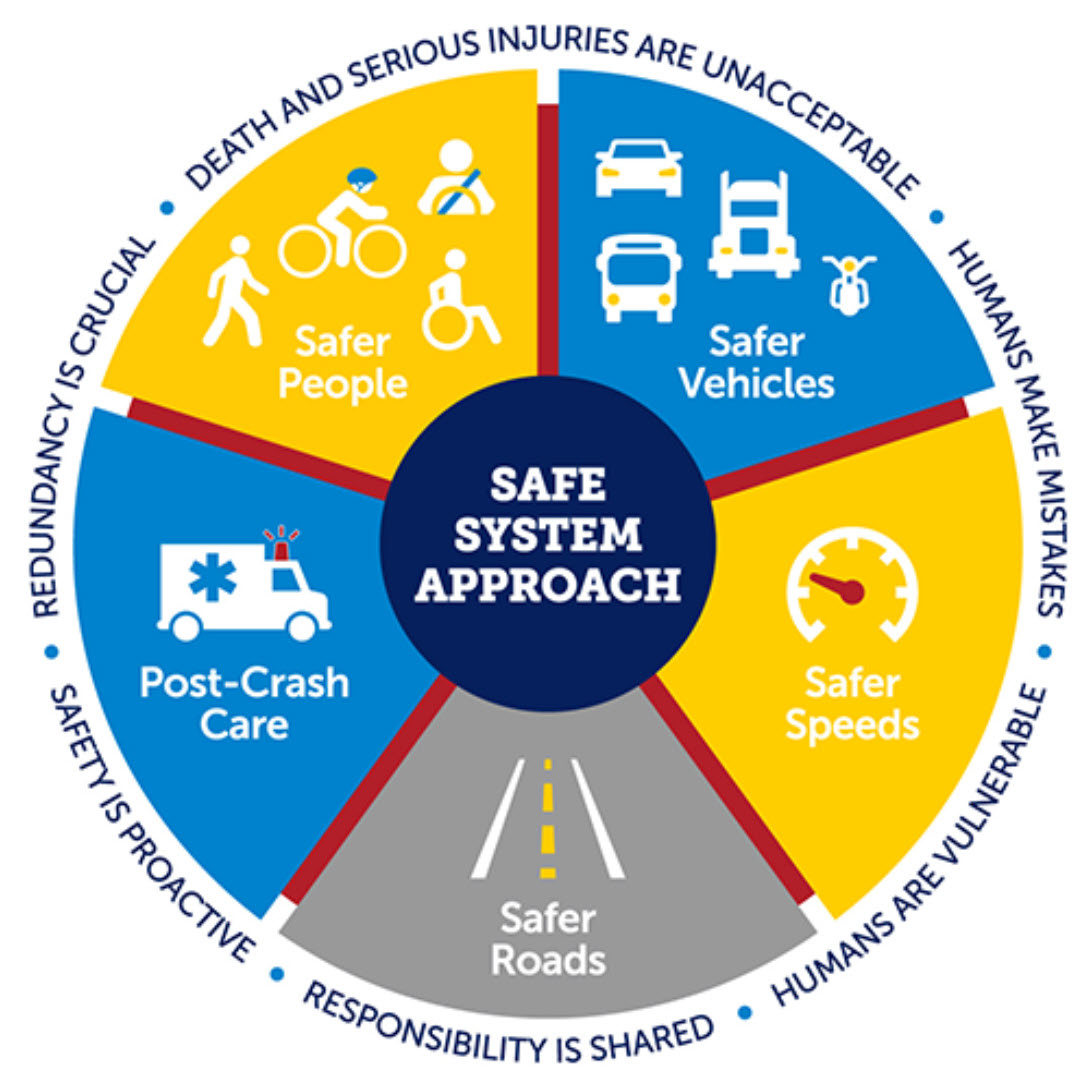 DEATH AND SERIOUS INJURIES ARE UNACCEPTABLE
HUMANS MAKE MISTAKES
HUMANS ARE VULNERABLE
RESPONSIBILITY IS SHARED
SAFETY IS PROACTIVE
REDUNDANCY IS CRUCIAL
Safer
People
Safer
Vehicles
SAFE
SYSTEM
APPROACH
Post-Crash
Care
Safer
Speeds
Safer
Roads